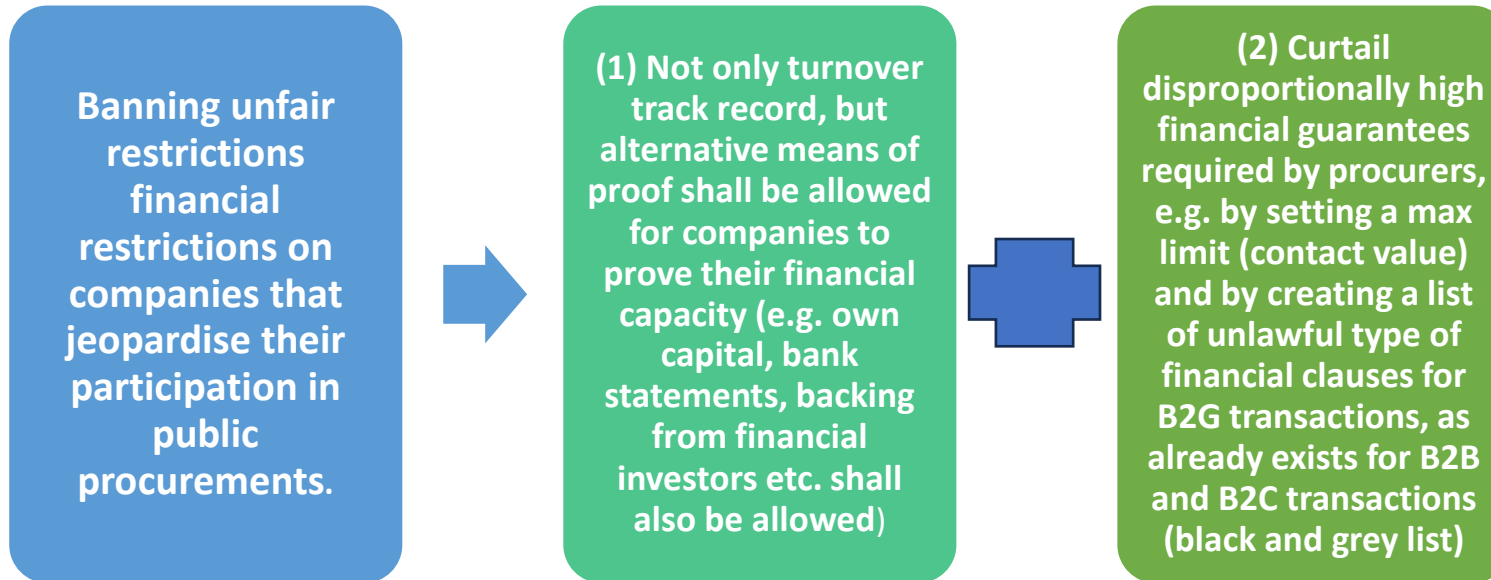 Banning unfair
restrictions
financial
restrictions on
companies that
jeopardise their
participation in
public
procurements.
(1) Not only turnover
track record, but
alternative means of
proof shall be allowed
for companies to
prove their financial
capacity (e.g. own
capital, bank
statements, backing
from financial
investors etc. shall
also be allowed)
(2) Curtail
disproportionally high
financial guarantees
required by procurers,
e.g. by setting a max
limit (contact value)
and by creating a list
of unlawful type of
financial clauses for
B2G transactions, as
already exists for B2B
and B2C transactions
(black and grey list)